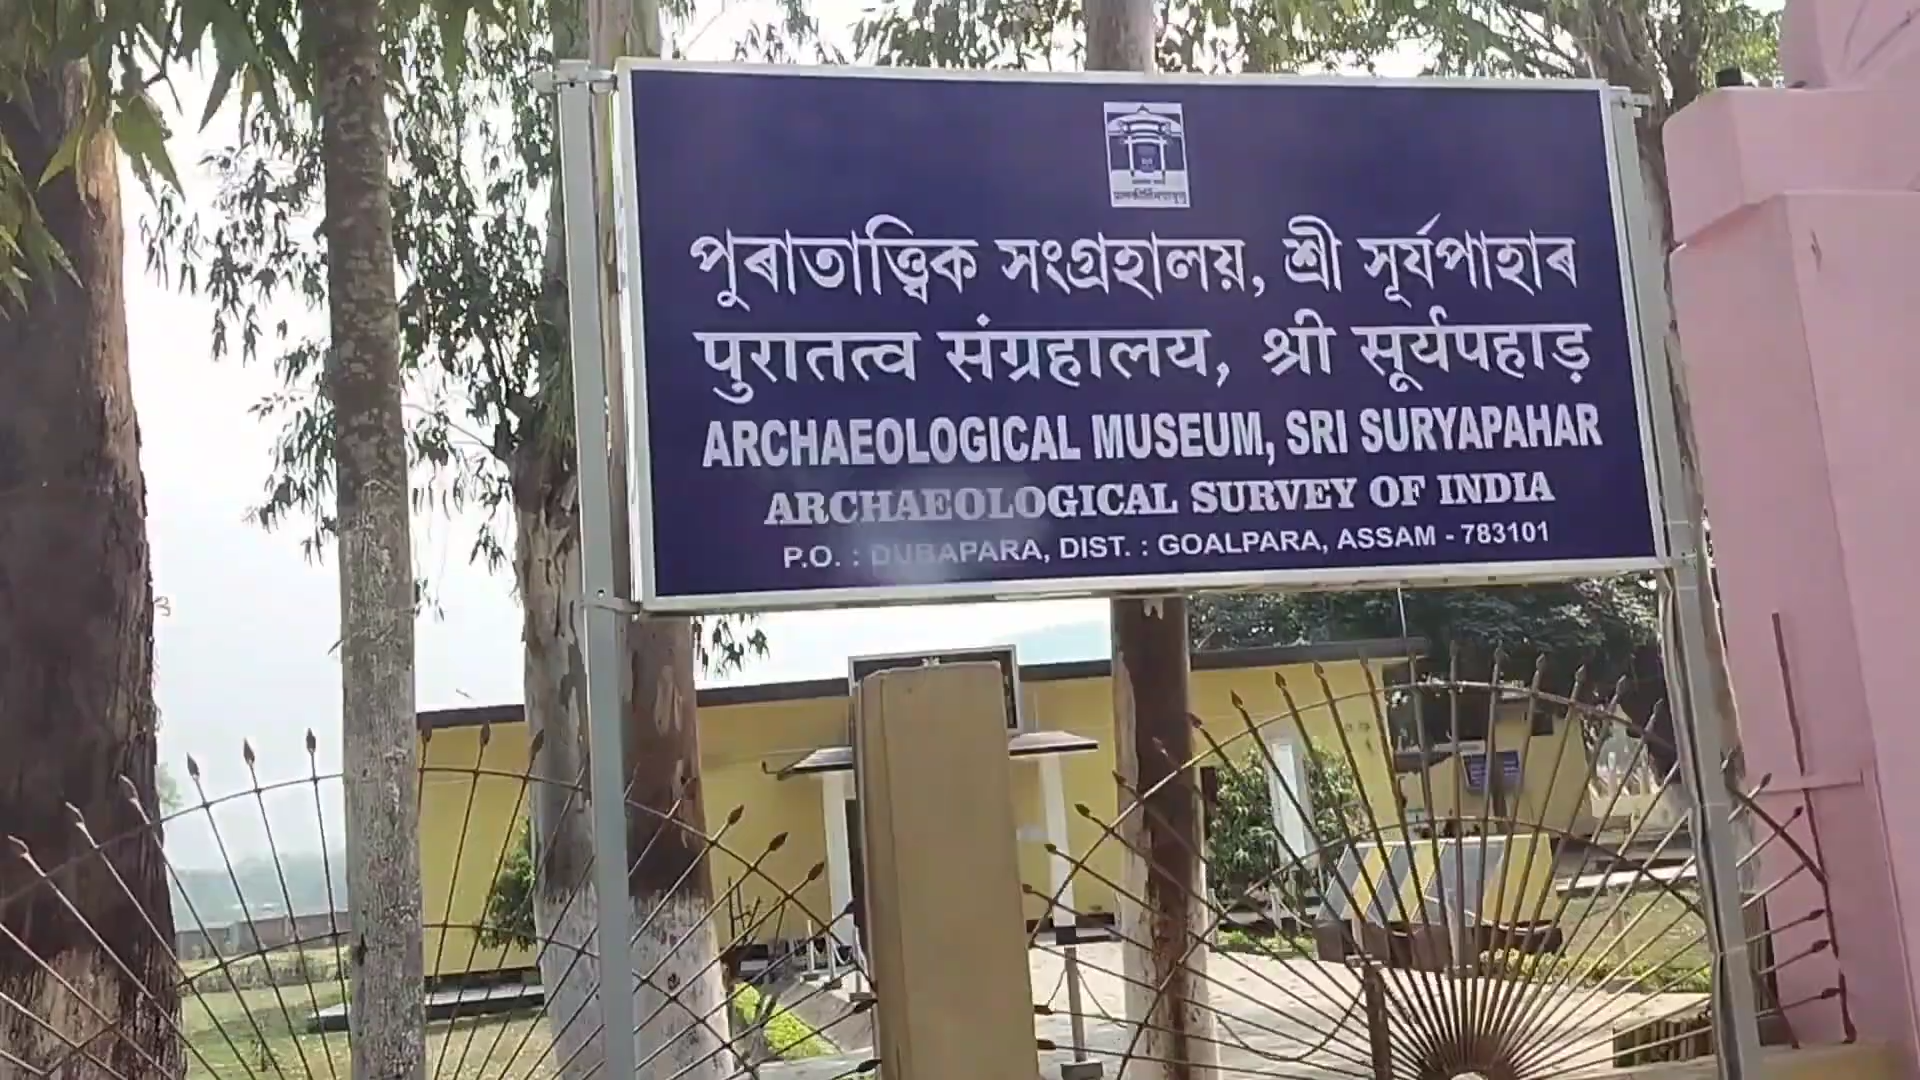 পুৰাতাত্ত্বিক সংগ্ৰহালয়, শ্ৰী সূৰ্যপাহাৰ
पुरातत्व संग्रहालय, श्री सूर्यपहाड़
ARCHAEOLOGICAL MUSEUM, SRI SURYAPAHAR
ARCHAEOLOGICAL SURVEY OF INDIA
P.O. : DUBAPARA, DIST. : GOALPARA, ASSAM - 783101